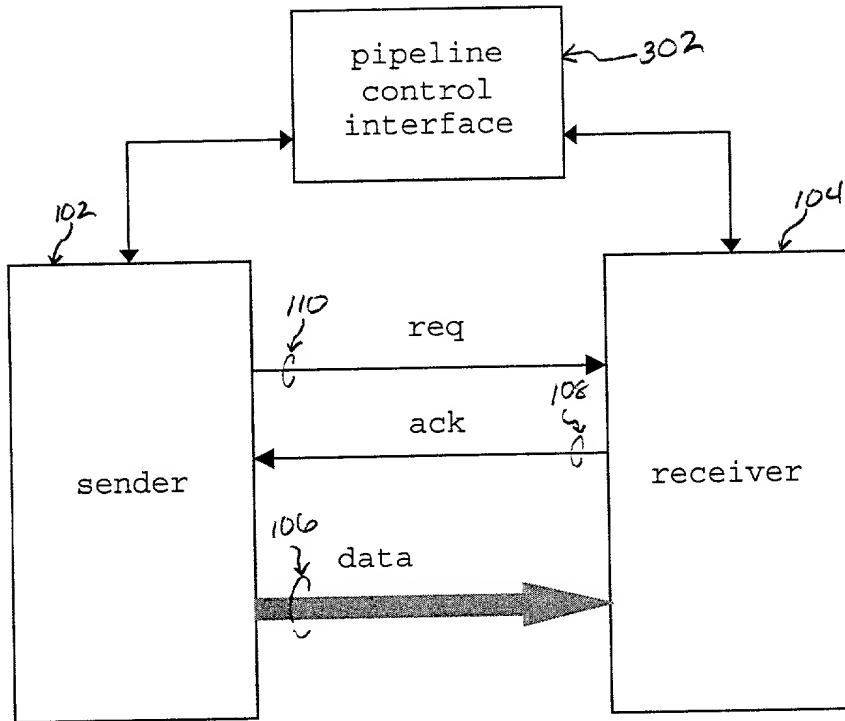 pipeline
control
interface
302
102
104
110
req
108
ack
sender
receiver
106
data